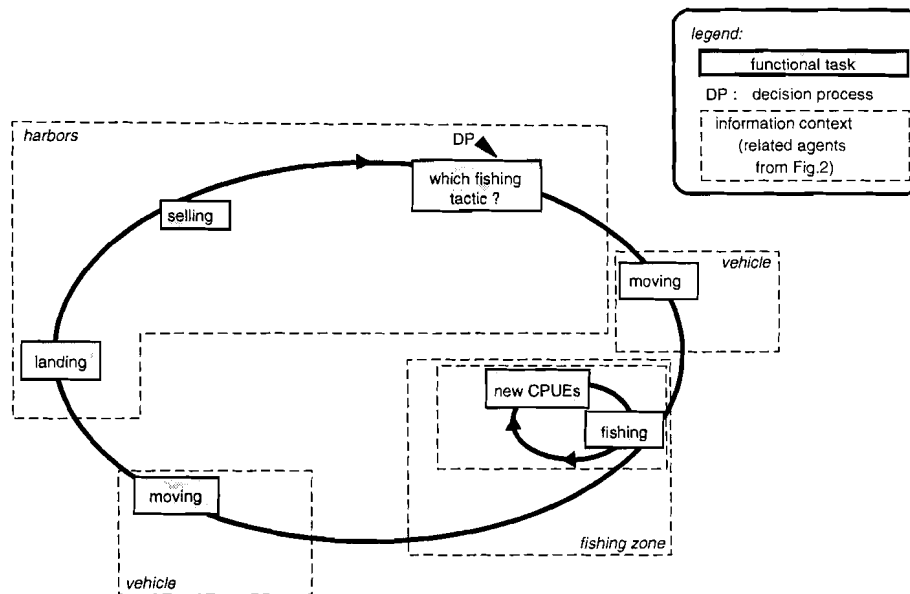 legend:
functional task
DP : decision process
information context
(related agents
from Fig.2)
harbors
DP
which fishing
tactic ?
selling
vehicle
moving
landing
new CPUEs
fishing
moving
fishing zone
vehicle